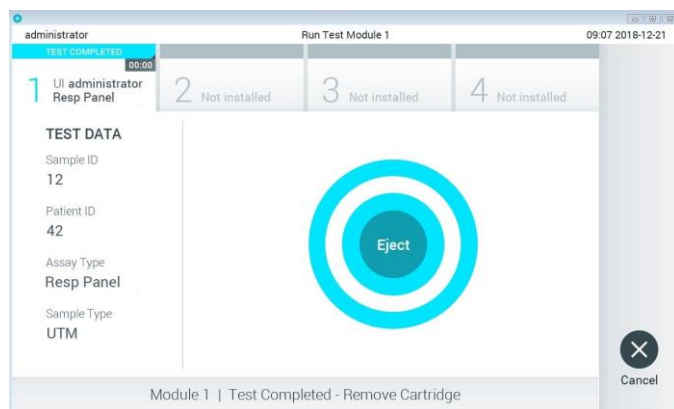 administrator Run Test Module 1 09:07 2018-12-21
TEST COMPLETED
00:00
1 UI administrator
Resp Panel
2 Not installed
3 Not installed
4 Not installed
TEST DATA
Sample ID
12
Patient ID
42
Assay Type
Resp Panel
Sample Type
UTM
Eject
Cancel
Module 1 | Test Completed - Remove Cartridge